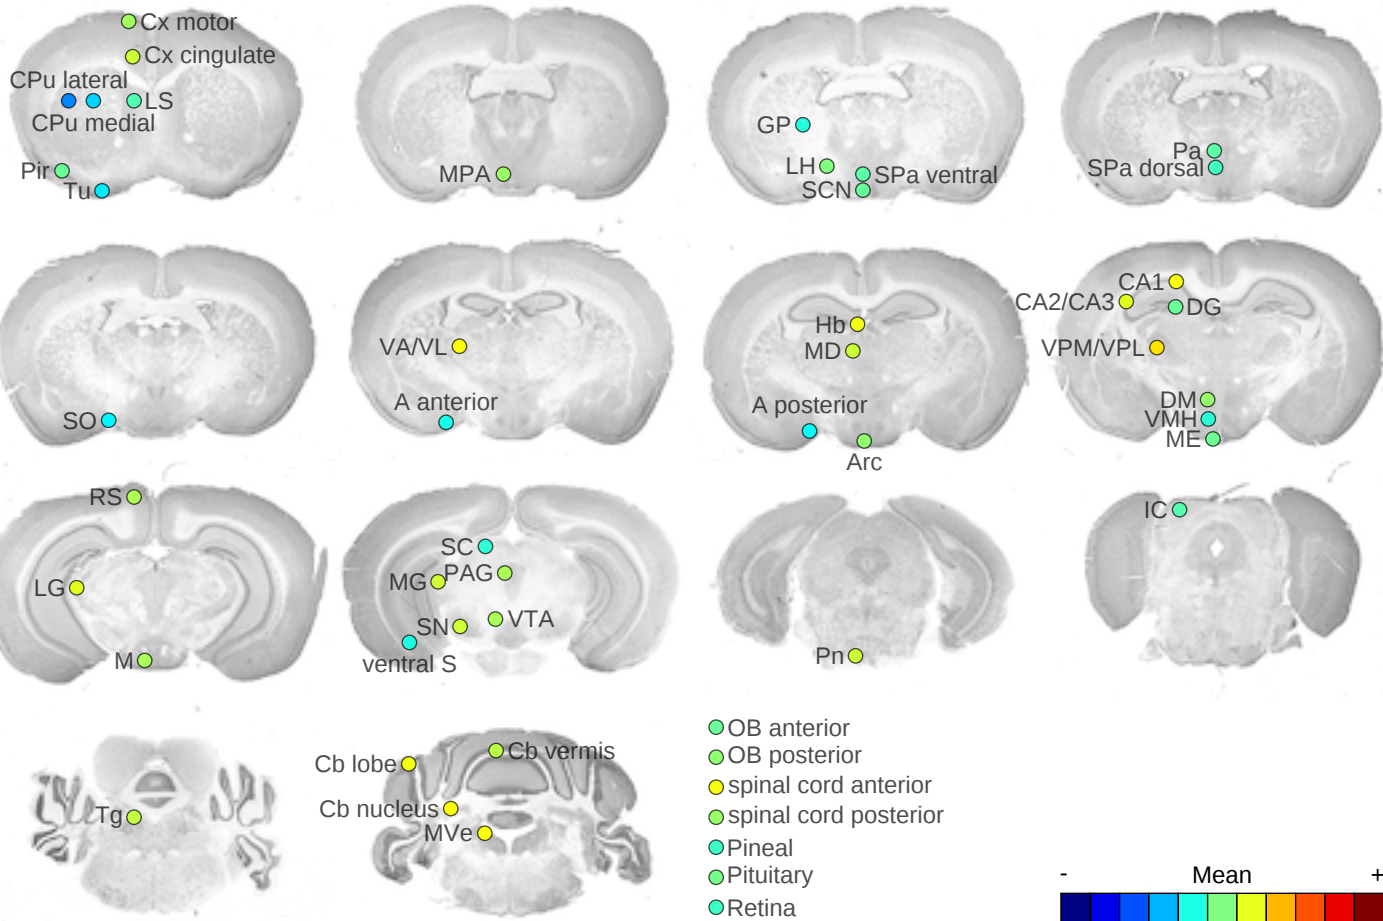 Cx motor
Cx cingulate
CPu lateral
LS
CPu medial
Pir
Tu
MPA
GP
LH
SPa ventral
SCN
Pa
SPa dorsal
SO
VA/VL
A anterior
Hb
MD
A posterior
Arc
CA1
CA2/CA3
DG
VPM/VPL
DM
VMH
ME
RS
LG
M
SC
PAG
MG
VTA
SN
ventral S
Pn
IC
Tg
Cb vermis
Cb lobe
Cb nucleus
MVe
OB anterior
OB posterior
spinal cord anterior
spinal cord posterior
Pineal
Pituitary
Retina
- Mean +